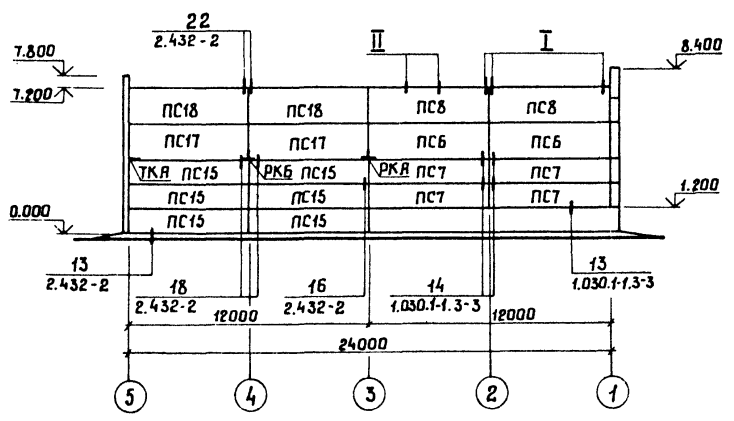 22
2.432-2
II
I
7.800
8.400
7.200
ПС18 ПС18 ПС8 ПС8
ПС17 ПС17 ПС6 ПС6
ТКЯ ПС15 РКБ ПС15 РКЯ ПС7 ПС7
ПС15 ПС15 ПС7 ПС7
1.200
0.000
ПС15 ПС15
13
2.432-2
18
2.432-2
16
2.432-2
14
1.030.1-1.3-3
13
1.030.1-1.3-3
12000 12000
24000
5 4 3 2 1